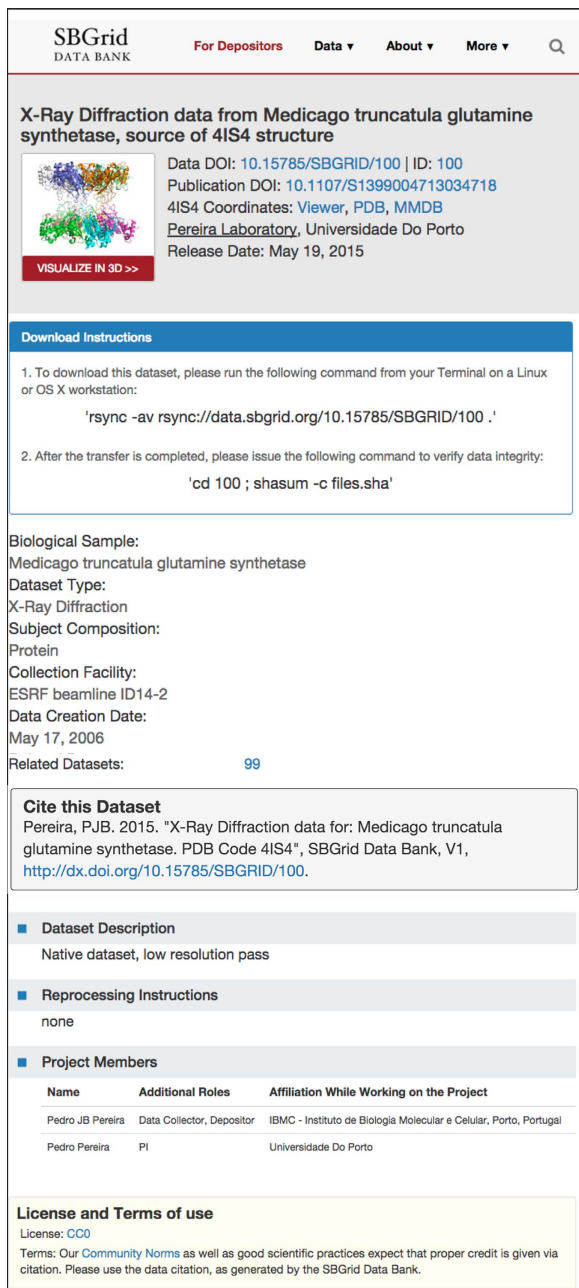 SBGrid
DATA BANK
For Depositors
Data ▾
About ▾
More ▾
X-Ray Diffraction data from Medicago truncatula glutamine
synthetase, source of 4IS4 structure
Data DOI: 10.15785/SBGRID/100 | ID: 100
Publication DOI: 10.1107/S1399004713034718
4IS4 Coordinates: Viewer, PDB, MMDB
Pereira Laboratory, Universidade Do Porto
Release Date: May 19, 2015
VISUALIZE IN 3D >>
Download Instructions
1. To download this dataset, please run the following command from your Terminal on a Linux
or OS X workstation:
'rsync -av rsync://data.sbgrid.org/10.15785/SBGRID/100 .'
2. After the transfer is completed, please issue the following command to verify data integrity:
'cd 100 ; shasum -c files.sha'
Biological Sample:
Medicago truncatula glutamine synthetase
Dataset Type:
X-Ray Diffraction
Subject Composition:
Protein
Collection Facility:
ESRF beamline ID14-2
Data Creation Date:
May 17, 2006
Related Datasets: 99
Cite this Dataset
Pereira, PJB. 2015. "X-Ray Diffraction data for: Medicago truncatula
glutamine synthetase. PDB Code 4IS4", SBGrid Data Bank, V1,
http://dx.doi.org/10.15785/SBGRID/100.
Dataset Description
Native dataset, low resolution pass
Reprocessing Instructions
none
Project Members
Name Additional Roles Affiliation While Working on the Project
Pedro JB Pereira Data Collector, Depositor IBMC - Instituto de Biologia Molecular e Celular, Porto, Portugal
Pedro Pereira PI Universidade Do Porto
License and Terms of use
License: CC0
Terms: Our Community Norms as well as good scientific practices expect that proper credit is given via
citation. Please use the data citation, as generated by the SBGrid Data Bank.